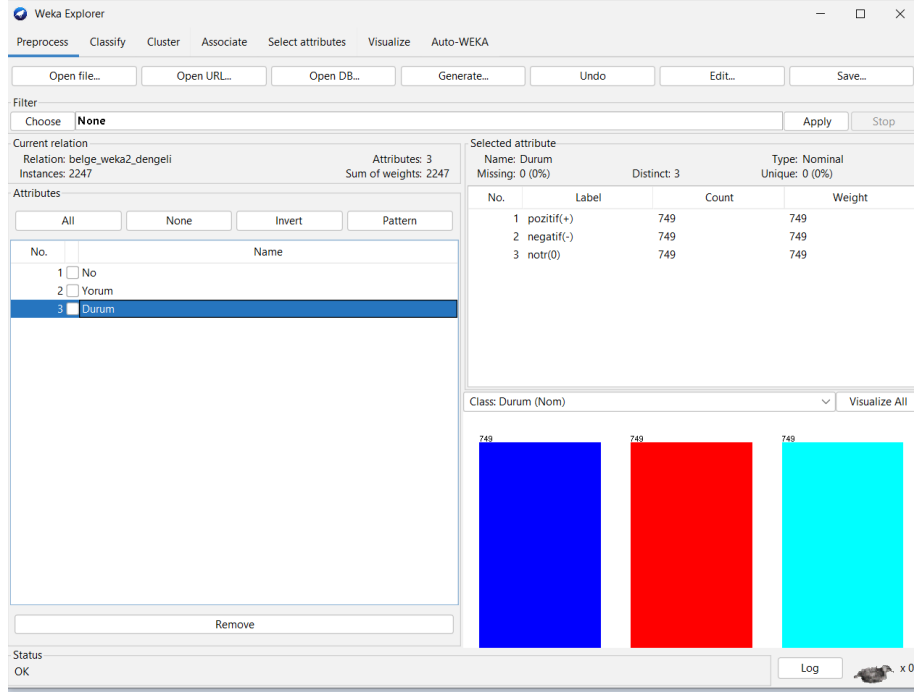 Weka Explorer
Preprocess Classify Cluster Associate Select attributes Visualize Auto-WEKA
Open file... Open URL... Open DB... Generate... Undo Edit... Save...
Filter
Choose None Apply Stop
Current relation
Relation: belge_weka2_dengeli Attributes: 3
Instances: 2247 Sum of weights: 2247
Attributes
All None Invert Pattern
No. Name
1 No
2 Yorum
3 Durum
Remove
Selected attribute
Name: Durum Type: Nominal
Missing: 0 (0%) Distinct: 3 Unique: 0 (0%)
No. Label Count Weight
1 pozitif(+) 749 749
2 negatif(-) 749 749
3 notr(0) 749 749
Class: Durum (Nom) Visualize All
749 749 749
Status
OK
Log x 0